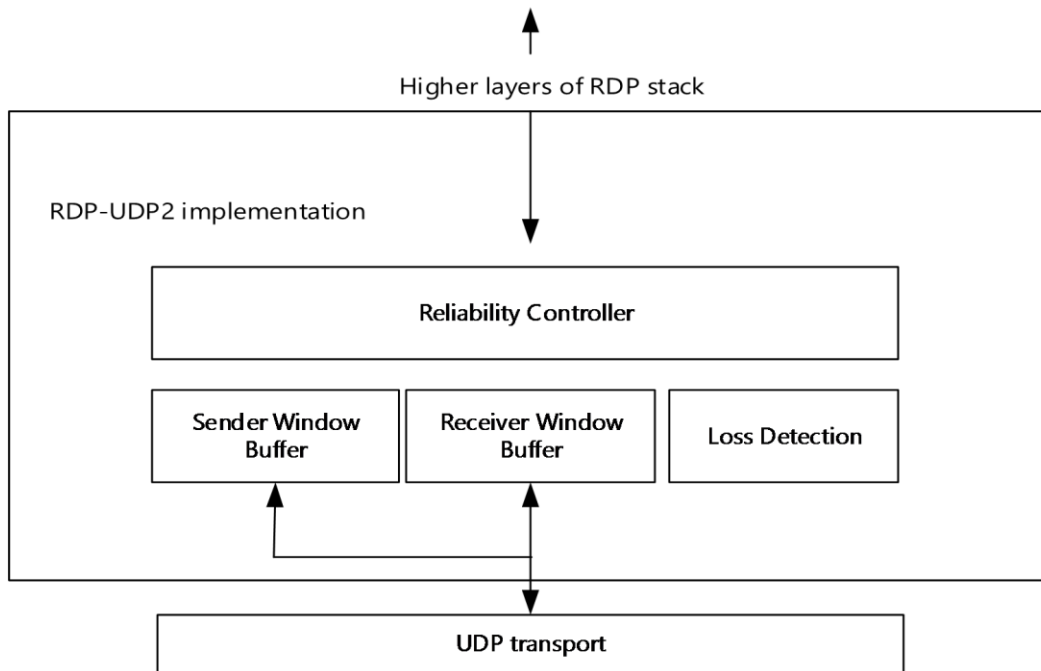 Higher layers of RDP stack
RDP-UDP2 implementation
Reliability Controller
Sender Window
Buffer
Receiver Window
Buffer
Loss Detection
UDP transport